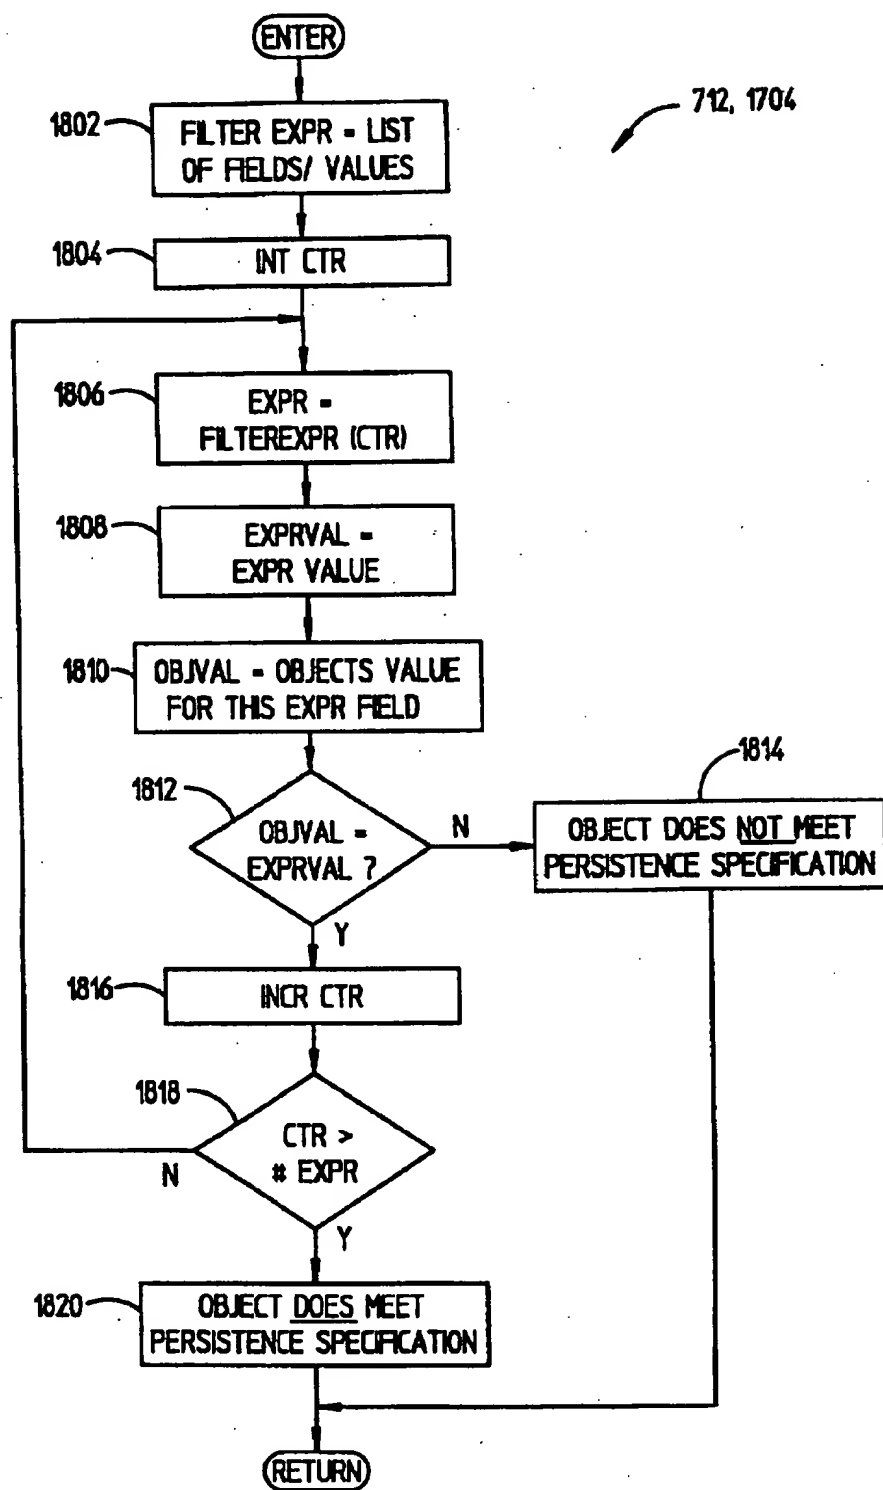 ENTER
712, 1704
1802
FILTER EXPR = LIST
OF FIELDS/ VALUES
1804
INT CTR
1806
EXPR =
FILTEREXPR (CTR)
1808
EXPRVAL =
EXPR VALUE
1810
OBJVAL = OBJECTS VALUE
FOR THIS EXPR FIELD
1812
OBJVAL =
EXPRVAL ?
N
Y
1814
OBJECT DOES NOT MEET
PERSISTENCE SPECIFICATION
1816
INCR CTR
1818
CTR >
# EXPR
N
Y
1820
OBJECT DOES MEET
PERSISTENCE SPECIFICATION
RETURN